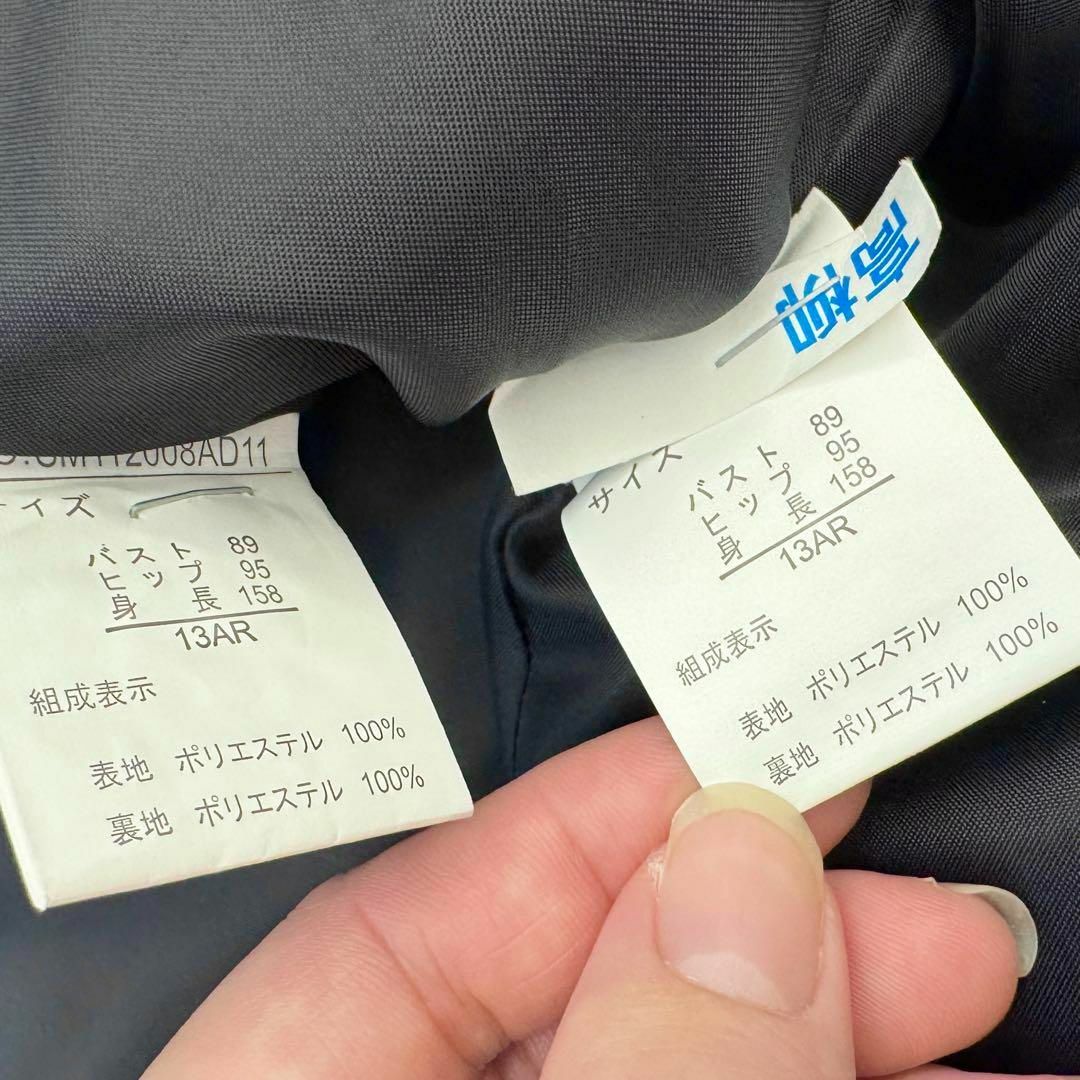 M112008AD11
イズ
バスト 89
ヒップ 95
身 長 158
13AR
組成表示
表地 ポリエステル 100%
裏地 ポリエステル 100%
高柳
サイズ
バスト 89
ヒップ 95
身 長 158
13AR
組成表示
表地 ポリエステル 100%
裏地 ポリエステル 100%